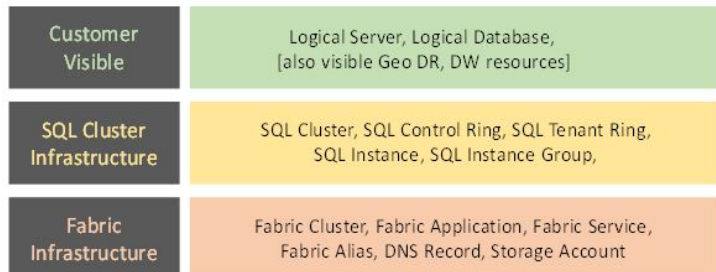 Customer
Visible
Logical Server, Logical Database,
[also visible Geo DR, DW resources]
SQL Cluster
Infrastructure
SQL Cluster, SQL Control Ring, SQL Tenant Ring,
SQL Instance, SQL Instance Group,
Fabric
Infrastructure
Fabric Cluster, Fabric Application, Fabric Service,
Fabric Alias, DNS Record, Storage Account